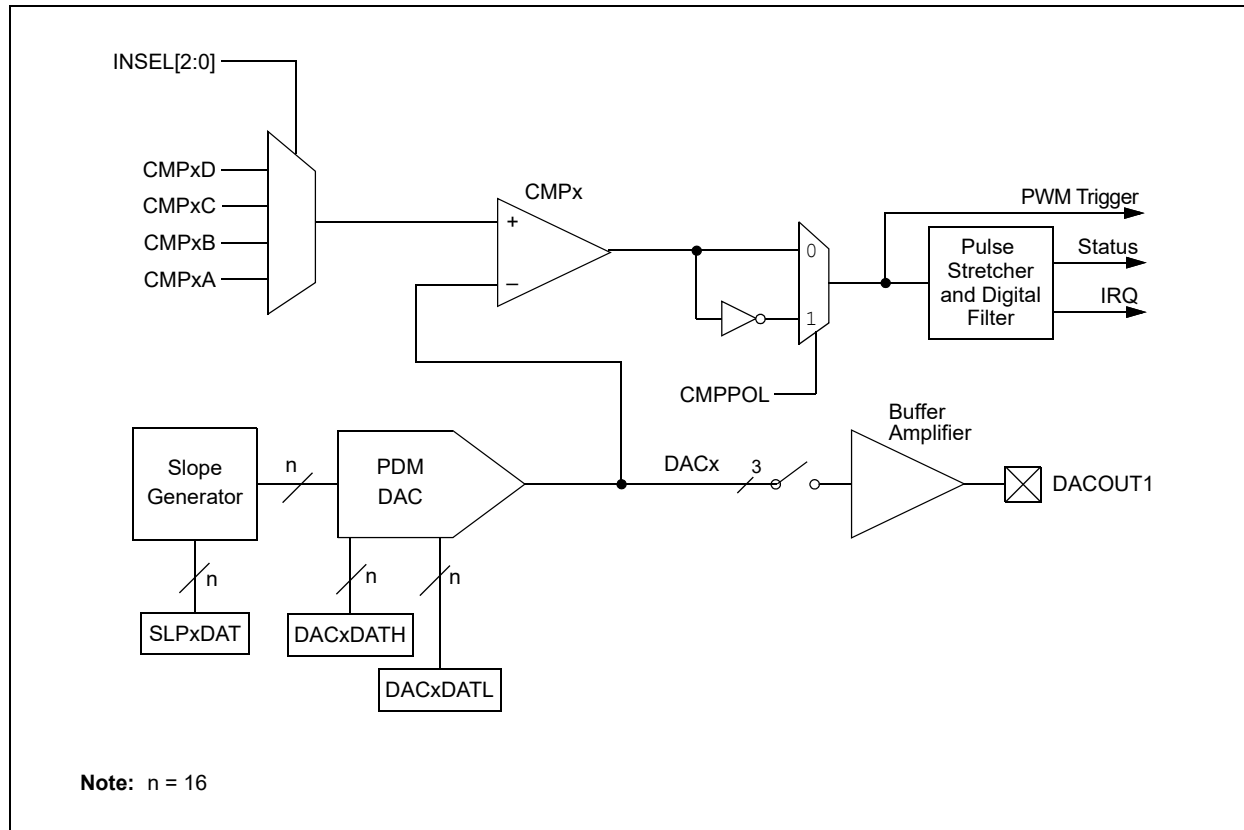 INSEL[2:0]
CMPxD
CMPxC
CMPxB
CMPxA
CMPx
+
–
0
1
CMPPOL
PWM Trigger
Pulse
Stretcher
and Digital
Filter
Status
IRQ
Slope
Generator
n
PDM
DAC
DACx
3
Buffer
Amplifier
DACOUT1
n
n
n
SLPxDAT
DACxDATH
DACxDATL
Note: n = 16